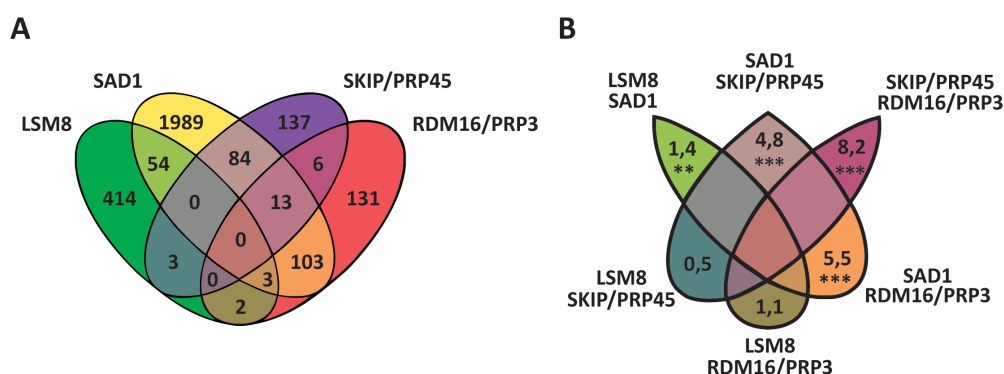 A
SAD1
SKIP/PRP45
LSM8
RDM16/PRP3
1989
137
54
84
6
414
0
13
131
0
3
0
3
103
2
B
SAD1
SKIP/PRP45
LSM8
SAD1
SKIP/PRP45
RDM16/PRP3
1,4
**
4,8
***
8,2
***
0,5
5,5
***
1,1
LSM8
SKIP/PRP45
SAD1
RDM16/PRP3
LSM8
RDM16/PRP3